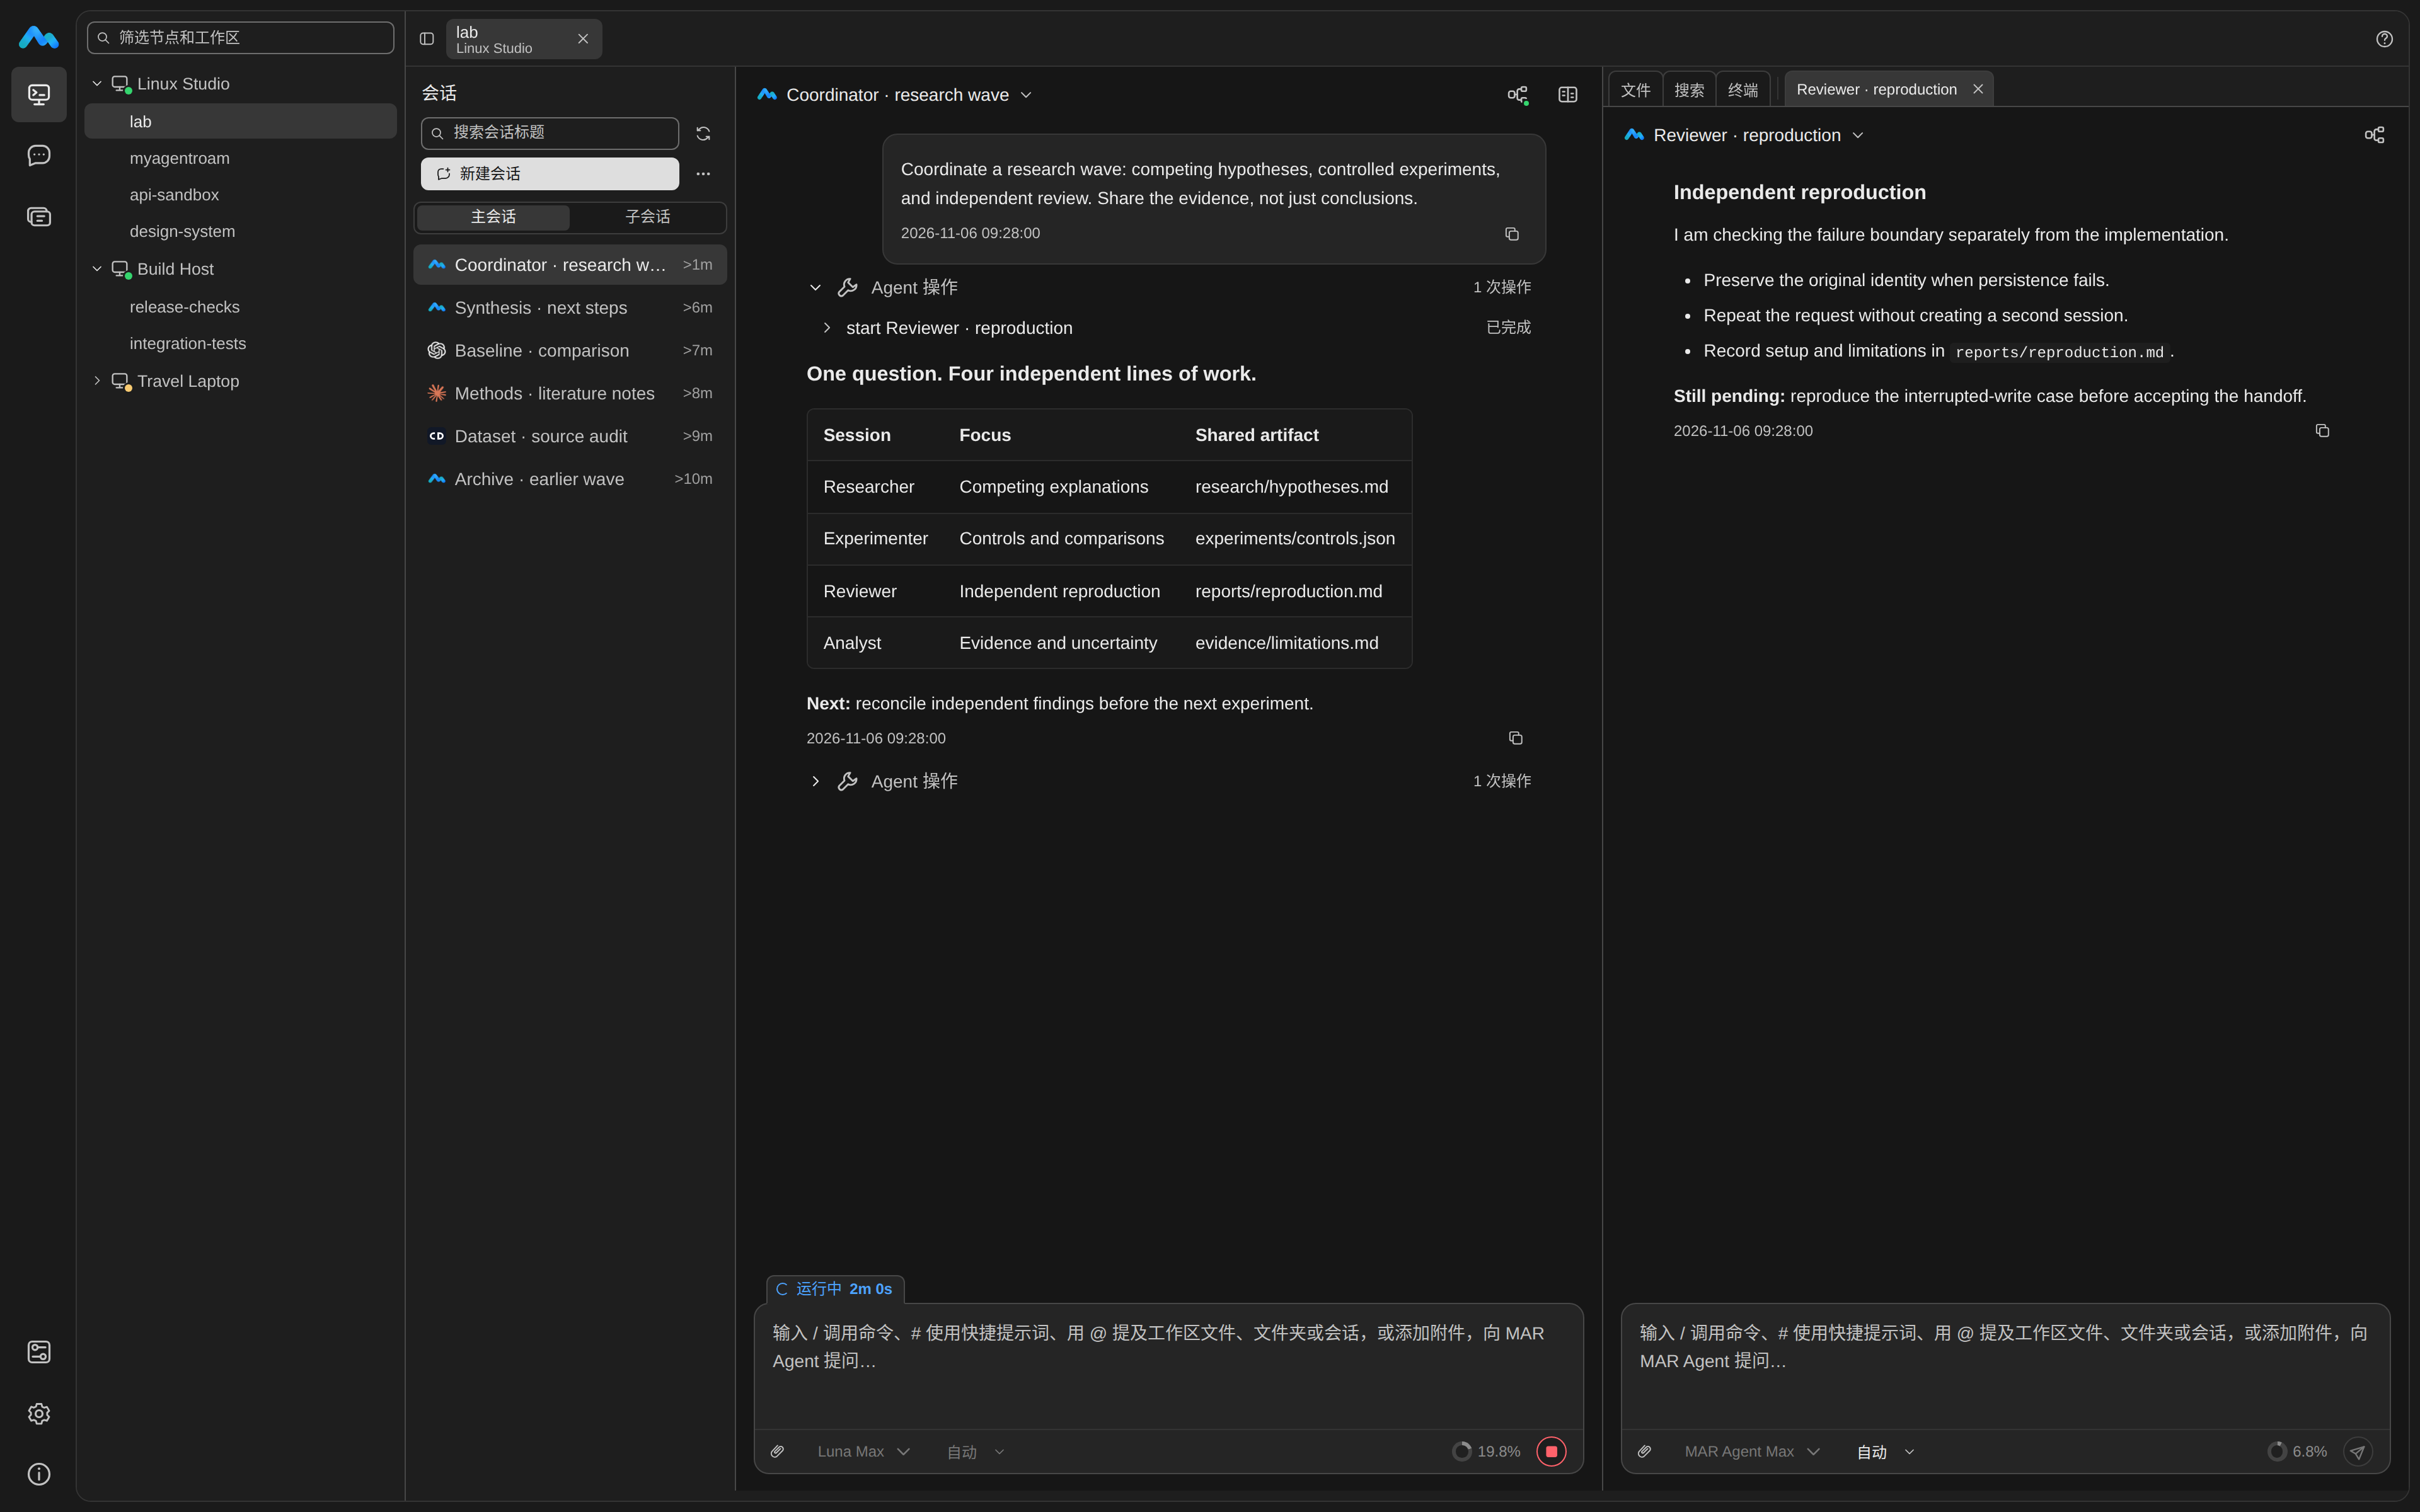 筛选节点和工作区
Linux Studio
lab
myagentroam
api-sandbox
design-system
Build Host
release-checks
integration-tests
Travel Laptop
lab
Linux Studio
会话
搜索会话标题
新建会话
主会话
子会话
Coordinator · research w… >1m
Synthesis · next steps >6m
Baseline · comparison >7m
Methods · literature notes >8m
CD Dataset · source audit >9m
Archive · earlier wave >10m
Coordinator · research wave
Coordinate a research wave: competing hypotheses, controlled experiments,
and independent review. Share the evidence, not just conclusions.
2026-11-06 09:28:00
Agent 操作 1 次操作
start Reviewer · reproduction 已完成
One question. Four independent lines of work.
Session Focus Shared artifact
Researcher Competing explanations research/hypotheses.md
Experimenter Controls and comparisons experiments/controls.json
Reviewer Independent reproduction reports/reproduction.md
Analyst Evidence and uncertainty evidence/limitations.md
Next: reconcile independent findings before the next experiment.
2026-11-06 09:28:00
Agent 操作 1 次操作
运行中 2m 0s
输入 / 调用命令、# 使用快捷提示词、用 @ 提及工作区文件、文件夹或会话，或添加附件，向 MAR
Agent 提问…
Luna Max 自动 19.8%
文件 搜索 终端 Reviewer · reproduction
Reviewer · reproduction
Independent reproduction
I am checking the failure boundary separately from the implementation.
• Preserve the original identity when persistence fails.
• Repeat the request without creating a second session.
• Record setup and limitations in reports/reproduction.md.
Still pending: reproduce the interrupted-write case before accepting the handoff.
2026-11-06 09:28:00
输入 / 调用命令、# 使用快捷提示词、用 @ 提及工作区文件、文件夹或会话，或添加附件，向
MAR Agent 提问…
MAR Agent Max 自动 6.8%